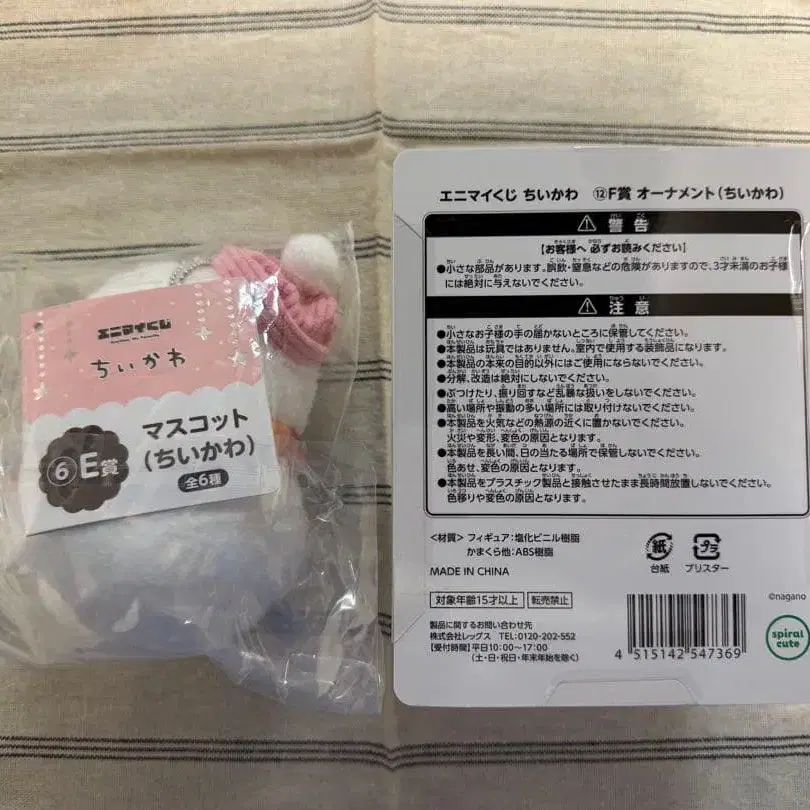 エニマイくじ
ちいかわ
⑥ E賞
マスコット
(ちいかわ)
全6種
エニマイくじ ちいかわ ⑫F賞 オーナメント(ちいかわ)
⚠ 警告
【お客様へ 必ずお読みください】
●小さな部品があります。誤飲・窒息などの危険がありますので、3才未満のお子様
には絶対に与えないでください。
⚠ 注意
●小さなお子様の手の届かないところに保管してください。
●本製品は玩具ではありません。室内で使用する装飾品になります。
●本製品の本来の目的以外にはご使用にならないでください。
●分解、改造は絶対にしないでください。
●ぶつけたり、振り回すなど乱暴な扱いをしないでください。
●高い場所や振動の多い場所には取り付けないでください。
●本製品を火気などの熱源の近くに置かないでください。
火災や変形、変色の原因となります。
●本製品を長い間、日の当たる場所で保管しないでください。
色あせ、変色の原因となります。
●本製品をプラスチック製品と接触させたまま長時間放置しないでください。
色移りや変色の原因となります。
<材質> フィギュア:塩化ビニル樹脂
かまくら他:ABS樹脂
MADE IN CHINA
紙
台紙
プラ
ブリスター
対象年齢15才以上 転売禁止
©nagano
製品に関するお問い合わせ先
株式会社レッグス TEL:0120-202-552
【受付時間】平日10:00~17:00
(土・日・祝日・年末年始を除く)
4 515142 547369
spiral
cute